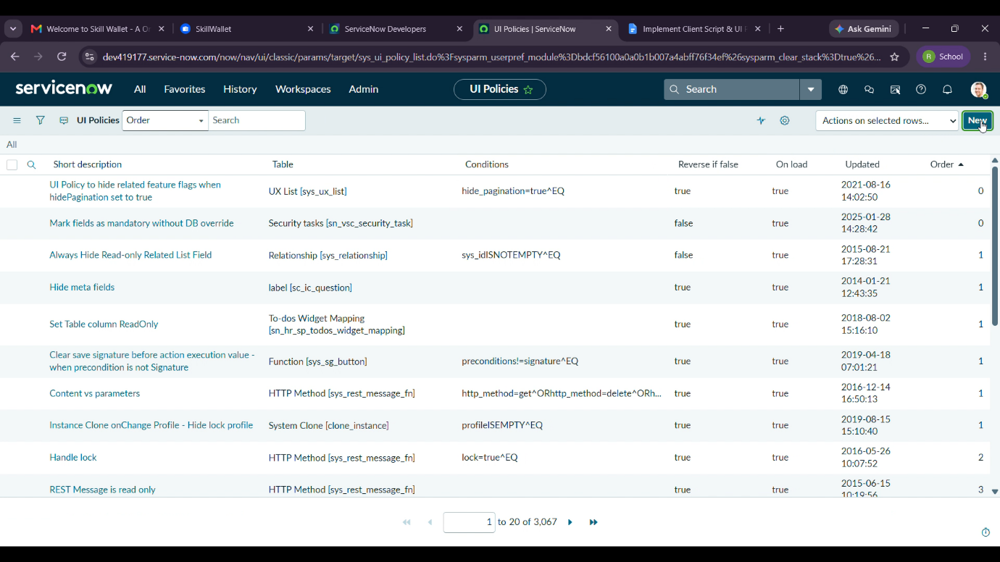 Welcome to Skill Wallet - A O
SkillWallet
ServiceNow Developers
UI Policies | ServiceNow
Implement Client Script & UI
Ask Gemini
dev419177.service-now.com/now/nav/ui/classic/params/target/sys_ui_policy_list.do%3Fsysparm_userpref_module%3Dbdcf56100a0a0b1b007a4abff76f34ef%26sysparm_clear_stack%3Dtrue%26...
R School
servicenow All Favorites History Workspaces Admin
UI Policies
Search
UI Policies Order Search
Actions on selected rows... New
All
Short description Table Conditions Reverse if false On load Updated Order
UI Policy to hide related feature flags when
hidePagination set to true
UX List [sys_ux_list] hide_pagination=true^EQ true true
2021-08-16
14:02:50
0
Mark fields as mandatory without DB override Security tasks [sn_vsc_security_task] false true
2025-01-28
14:28:42
0
Always Hide Read-only Related List Field Relationship [sys_relationship] sys_idISNOTEMPTY^EQ false true
2015-08-21
17:28:31
1
Hide meta fields label [sc_ic_question] true true
2014-01-21
12:43:35
1
Set Table column ReadOnly
To-dos Widget Mapping
[sn_hr_sp_todos_widget_mapping]
true true
2018-08-02
15:16:10
1
Clear save signature before action execution value -
when precondition is not Signature
Function [sys_sg_button] preconditions!=signature^EQ true true
2019-04-18
07:01:21
1
Content vs parameters HTTP Method [sys_rest_message_fn] http_method=get^ORhttp_method=delete^ORh... true true
2016-12-14
16:50:13
1
Instance Clone onChange Profile - Hide lock profile System Clone [clone_instance] profileISEMPTY^EQ true true
2019-08-15
15:10:40
1
Handle lock HTTP Method [sys_rest_message_fn] lock=true^EQ true true
2016-05-26
10:07:52
2
REST Message is read only HTTP Method [sys_rest_message_fn] true true
2015-06-15
10:19:56
3
1 to 20 of 3,067